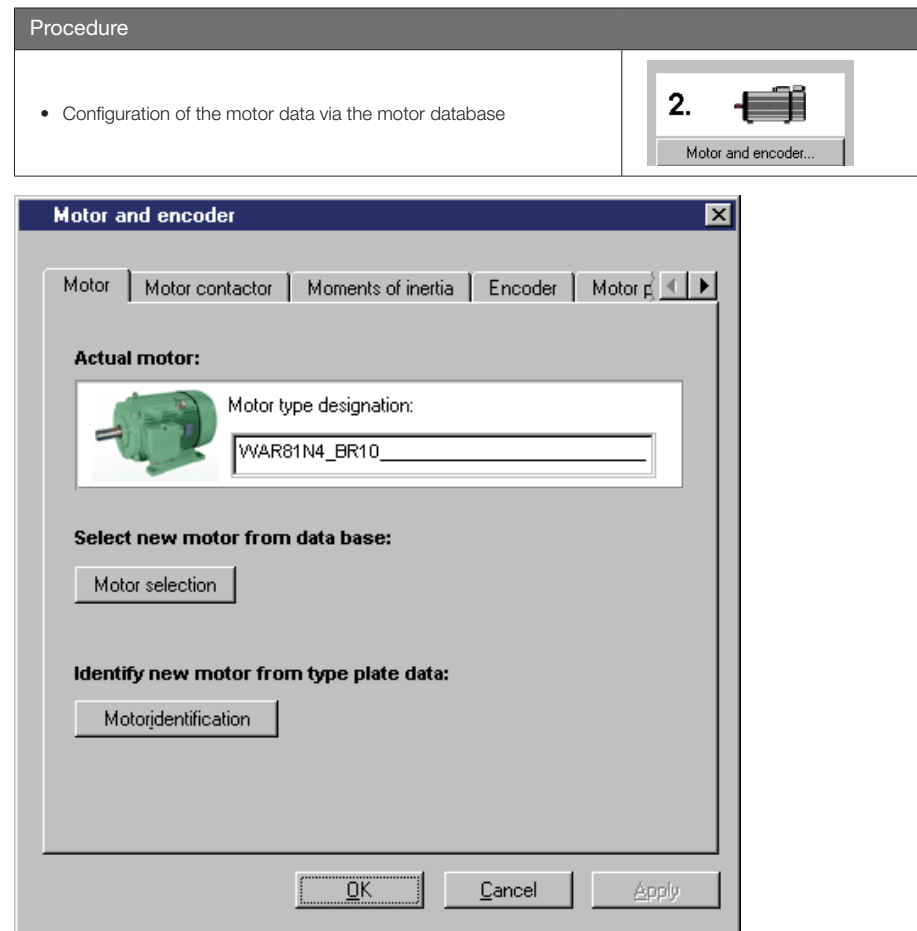 Procedure
• Configuration of the motor data via the motor database
2.
Motor and encoder...
Motor and encoder
Motor Motor contactor Moments of inertia Encoder Motor p
Actual motor:
Motor type designation:
WAR81N4_BR10
Select new motor from data base:
Motor selection
Identify new motor from type plate data:
Motoridentification
OK Cancel Apply